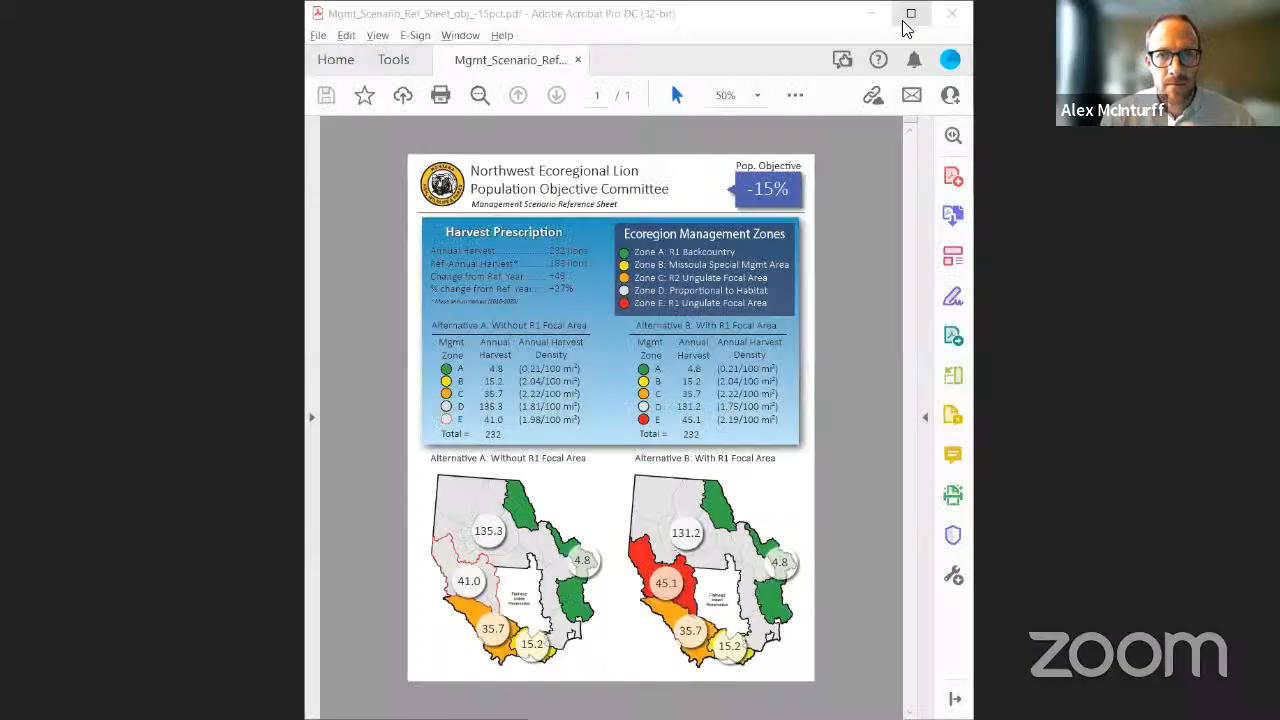 Mgmt_Scenario_Ref_Sheet_obj_-15pct.pdf - Adobe Acrobat Pro DC (32-bit)
File Edit View E-Sign Window Help
Home Tools Mgmt_Scenario_Ref... ×
1 / 1 50%
Alex McInturff
Northwest Ecoregional Lion
Population Objective Committee
Management Scenario Reference Sheet
Pop. Objective
-15%
Harvest Prescription
Annual Harvest 232 lions
Ref Annual Harvest* 183 lions
Change from Ref. Year +49
% change from Ref Year +27%
Ecoregion Management Zones
Zone A: R1 Backcountry
Zone B: Missoula Special Mgmt Area
Zone C: R2 Ungulate Focal Area
Zone D: Proportional to Habitat
Zone E: R1 Ungulate Focal Area
Alternative A: Without R1 Focal Area
Mgmt Annual Annual Harvest
Zone Harvest Density
A 4.8 (0.21/100 mi²)
B 15.2 (2.04/100 mi²)
C 35.7 (2.22/100 mi²)
D 135.3 (1.81/100 mi²)
E 41.0 (1.98/100 mi²)
Total = 232
Alternative B: With R1 Focal Area
Mgmt Annual Annual Harvest
Zone Harvest Density
A 4.8 (0.21/100 mi²)
B 15.2 (2.04/100 mi²)
C 35.7 (2.22/100 mi²)
D 131.2 (1.75/100 mi²)
E 45.1 (2.19/100 mi²)
Total = 232
Alternative A: Without R1 Focal Area
135.3
4.8
41.0
Flathead
Indian
Reservation
35.7
15.2
Alternative B: With R1 Focal Area
131.2
4.8
45.1
Flathead
Indian
Reservation
35.7
15.2
zoom